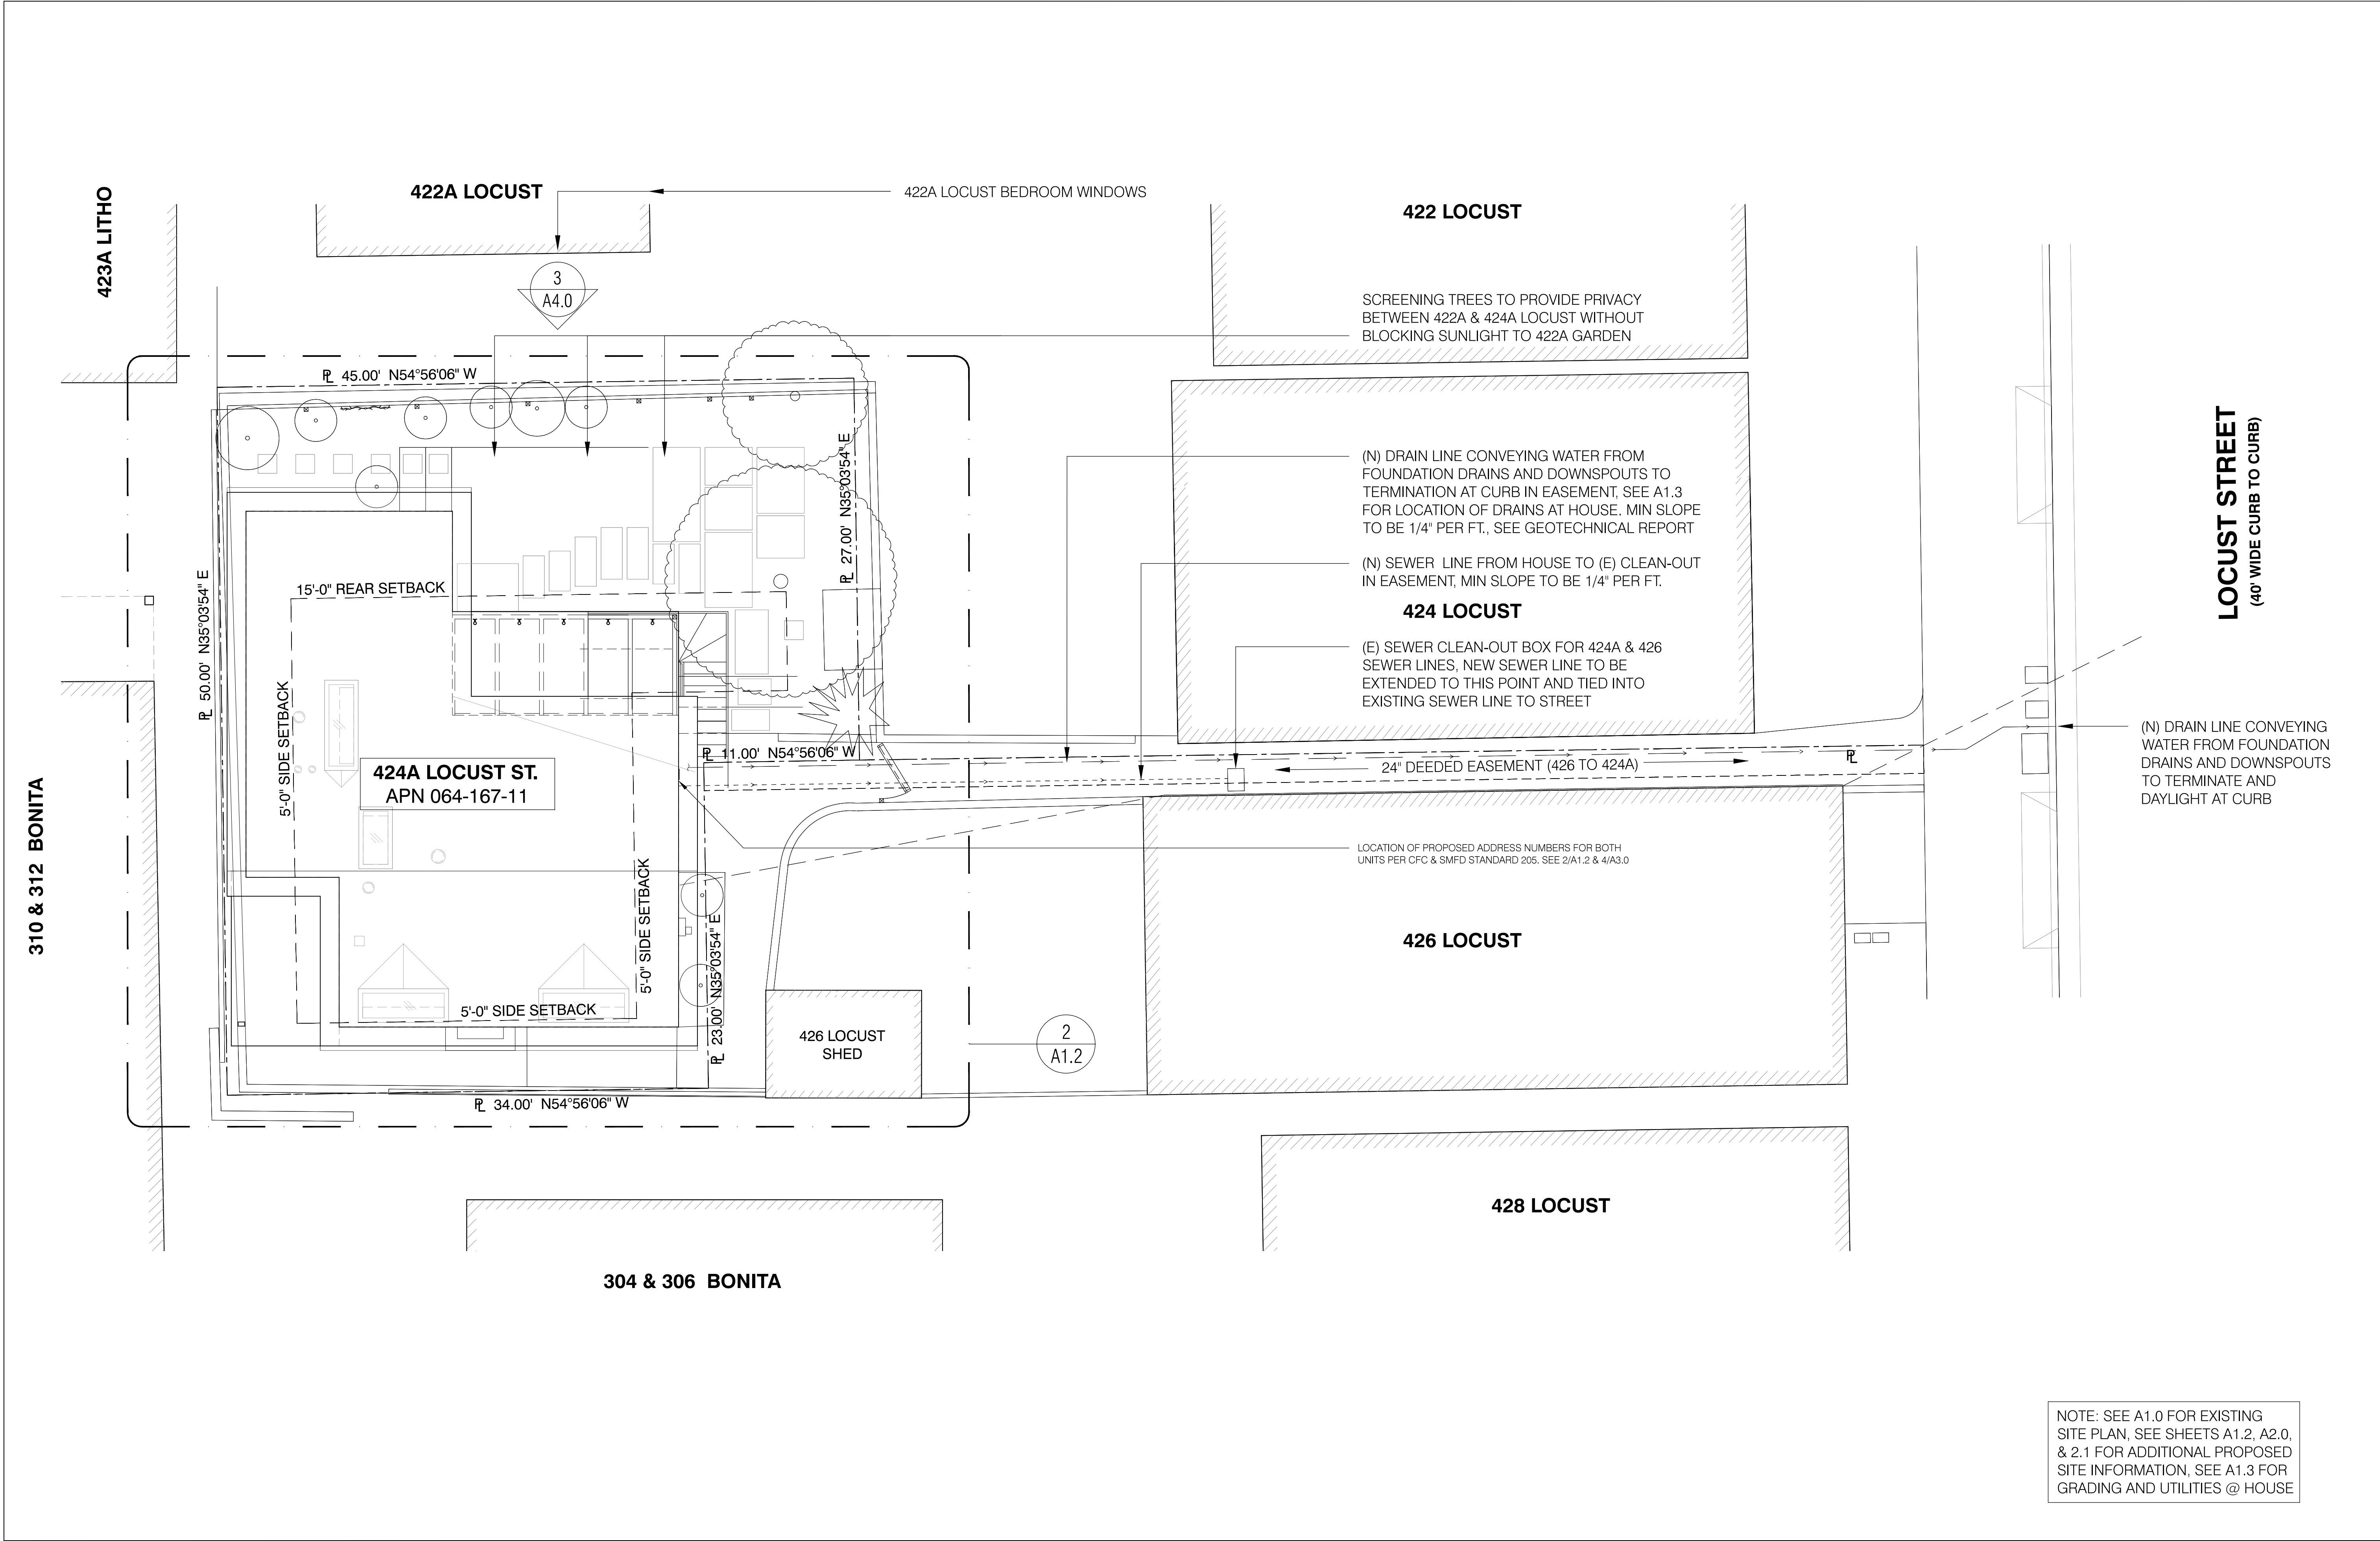 423A LITHO
422A LOCUST
422A LOCUST BEDROOM WINDOWS
422 LOCUST
3
A4.0
SCREENING TREES TO PROVIDE PRIVACY
BETWEEN 422A & 424A LOCUST WITHOUT
BLOCKING SUNLIGHT TO 422A GARDEN
PL 45.00' N54°56'06" W
PL 27.00' N35°03'54" E
PL 50.00' N35°03'54" E
15'-0" REAR SETBACK
5'-0" SIDE SETBACK
(N) DRAIN LINE CONVEYING WATER FROM
FOUNDATION DRAINS AND DOWNSPOUTS TO
TERMINATION AT CURB IN EASEMENT, SEE A1.3
FOR LOCATION OF DRAINS AT HOUSE. MIN SLOPE
TO BE 1/4" PER FT., SEE GEOTECHNICAL REPORT
(N) SEWER LINE FROM HOUSE TO (E) CLEAN-OUT
IN EASEMENT, MIN SLOPE TO BE 1/4" PER FT.
424 LOCUST
(E) SEWER CLEAN-OUT BOX FOR 424A & 426
SEWER LINES, NEW SEWER LINE TO BE
EXTENDED TO THIS POINT AND TIED INTO
EXISTING SEWER LINE TO STREET
LOCUST STREET
(40' WIDE CURB TO CURB)
(N) DRAIN LINE CONVEYING
WATER FROM FOUNDATION
DRAINS AND DOWNSPOUTS
TO TERMINATE AND
DAYLIGHT AT CURB
PL 11.00' N54°56'06" W
24" DEEDED EASEMENT (426 TO 424A)
PL
424A LOCUST ST.
APN 064-167-11
310 & 312 BONITA
LOCATION OF PROPOSED ADDRESS NUMBERS FOR BOTH
UNITS PER CFC & SMFD STANDARD 205. SEE 2/A1.2 & 4/A3.0
5'-0" SIDE SETBACK
PL 23.00' N35°03'54" E
5'-0" SIDE SETBACK
426 LOCUST
426 LOCUST
SHED
2
A1.2
PL 34.00' N54°56'06" W
428 LOCUST
304 & 306 BONITA
NOTE: SEE A1.0 FOR EXISTING
SITE PLAN, SEE SHEETS A1.2, A2.0,
& 2.1 FOR ADDITIONAL PROPOSED
SITE INFORMATION, SEE A1.3 FOR
GRADING AND UTILITIES @ HOUSE